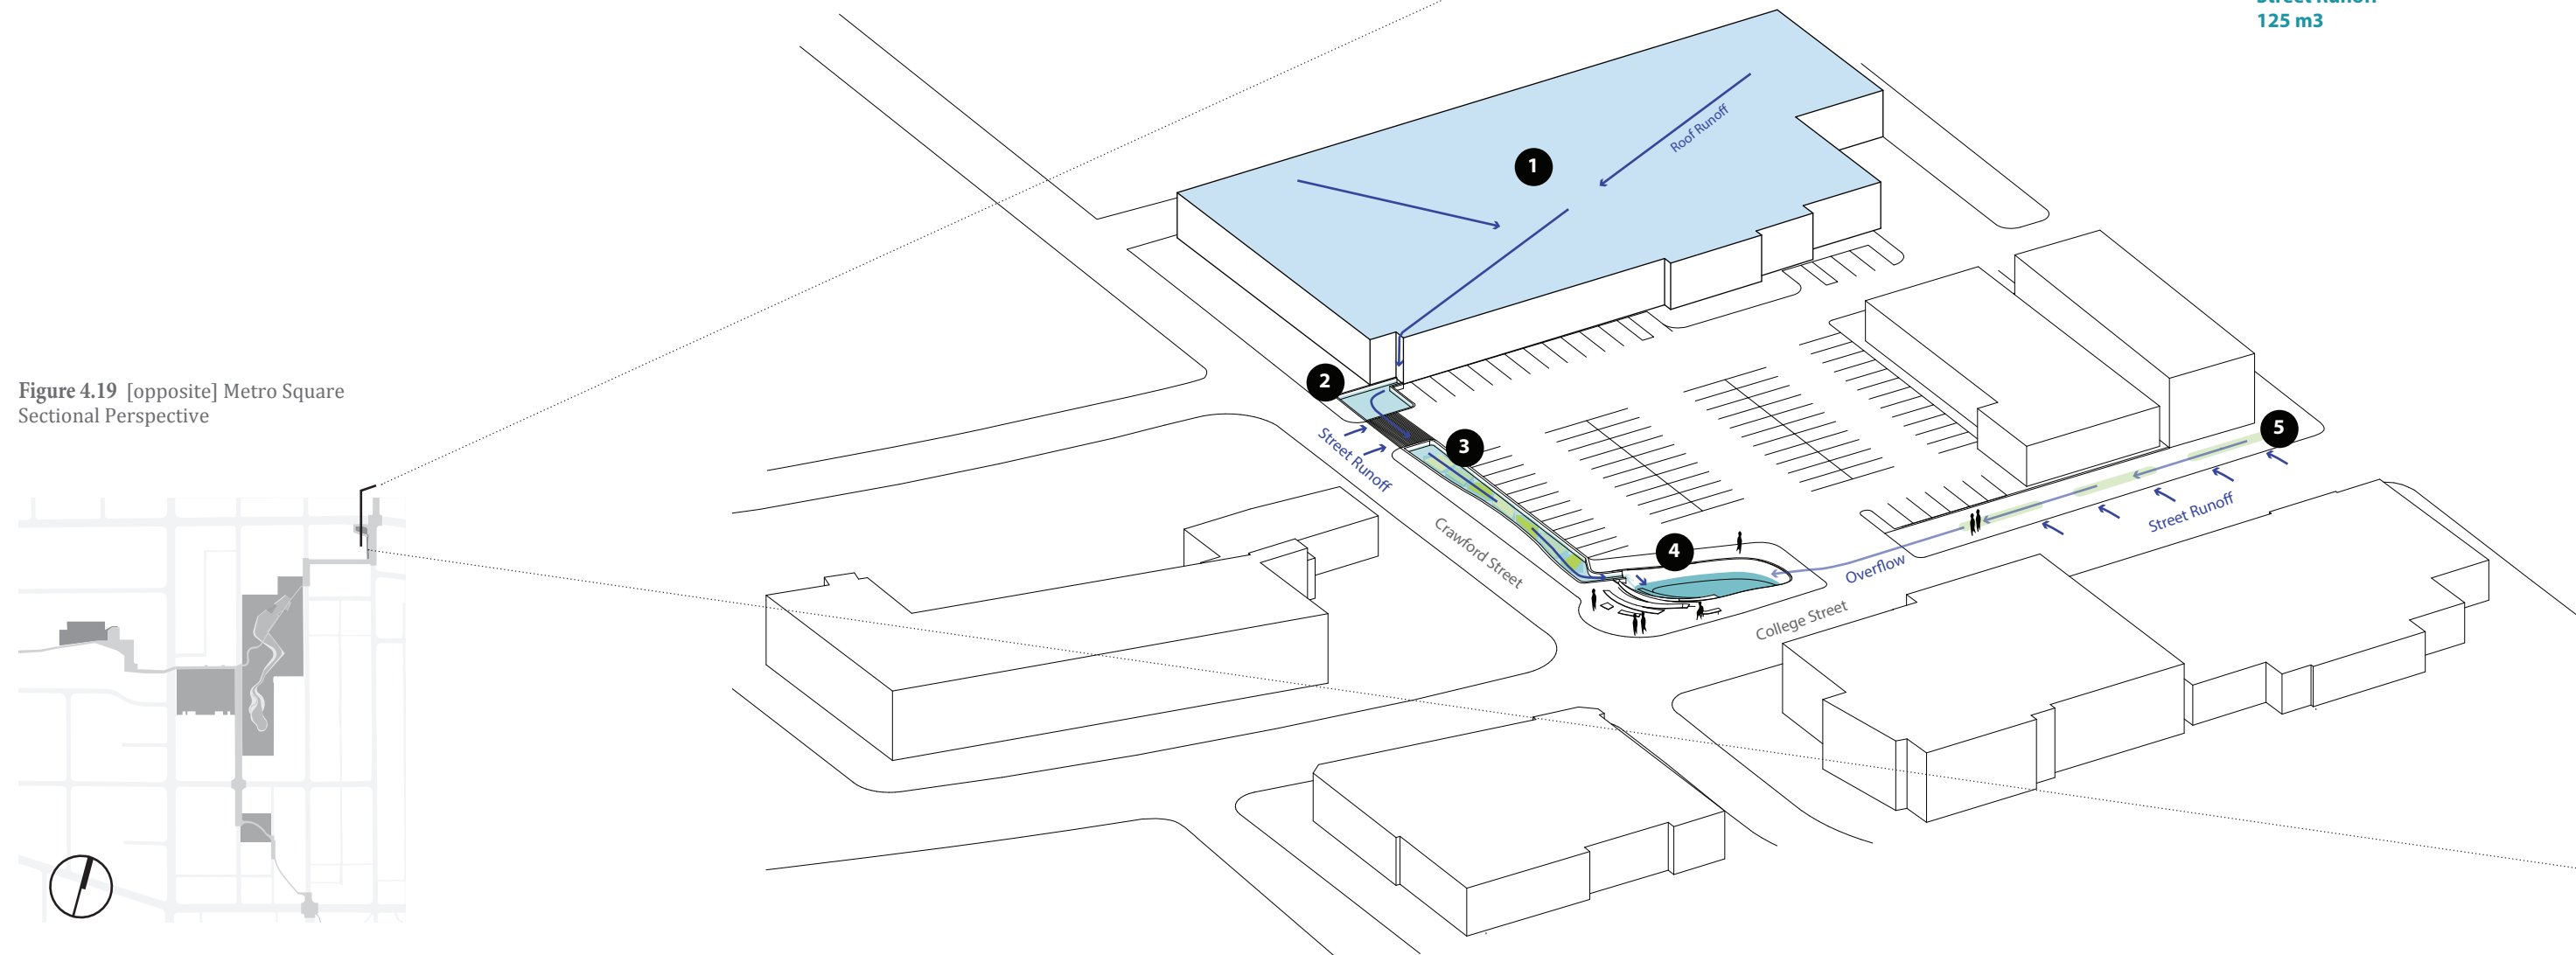 Street Runoff
125 m3
Roof Runoff
1
2
Figure 4.19 [opposite] Metro Square
Sectional Perspective
Street Runoff
3
5
Street Runoff
Crawford Street
4
Overflow
College Street